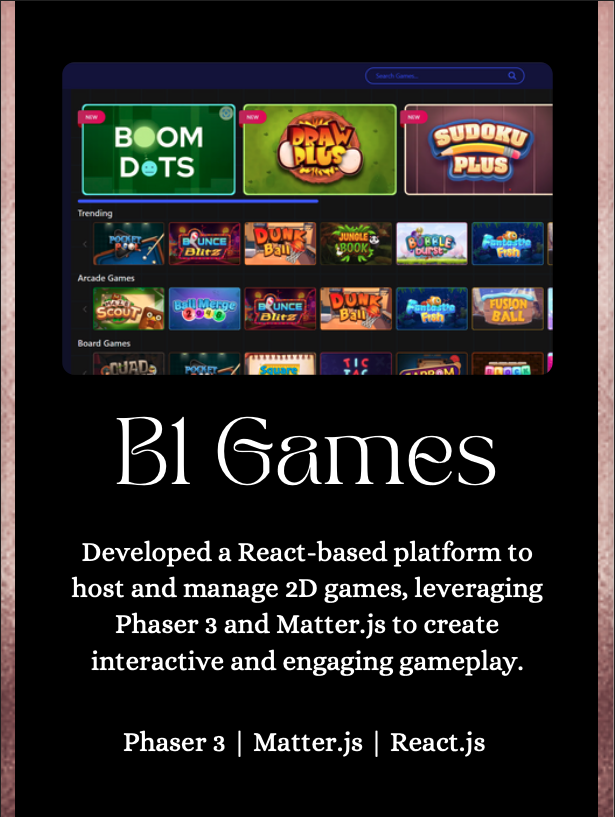 Search Games...
NEW
BOOM
DOTS
NEW
DRAW
PLUS
NEW
SUDOKU
PLUS
Trending
POCKET
POOL
BOUNCE
Blitz
DUNK
Ball
JUNGLE
BOOK
BUBBLE
burst
Fantastic
Fish
Arcade Games
SCOUT
Ball Merge
2048
BOUNCE
Blitz
DUNK
Ball
Fantastic
Fish
FUSION
BALL
Board Games
POCKET
Square
TIC
TAC
B1 Games
Developed a React-based platform to
host and manage 2D games, leveraging
Phaser 3 and Matter.js to create
interactive and engaging gameplay.
Phaser 3 | Matter.js | React.js